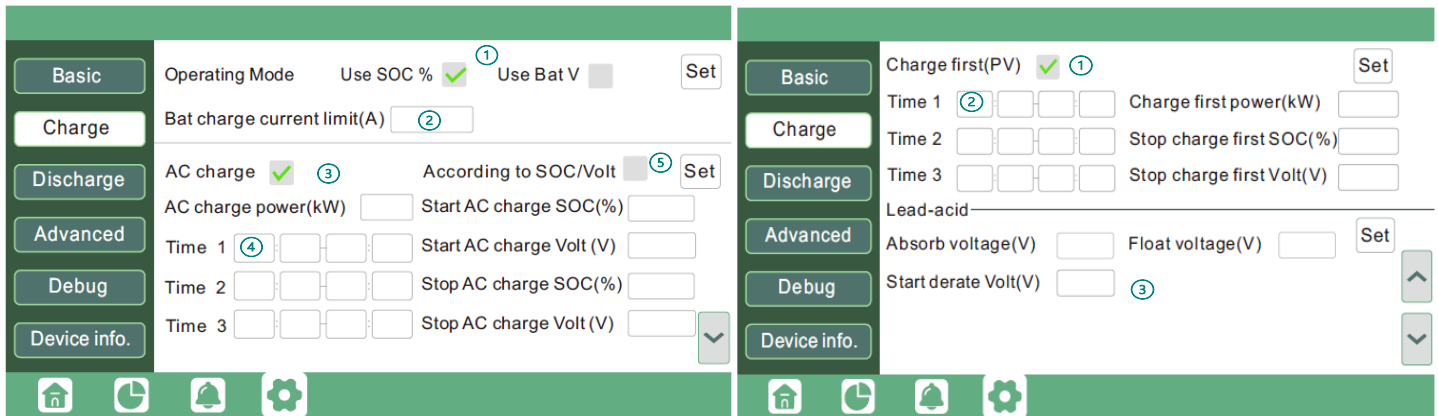 Basic
Charge
Discharge
Advanced
Debug
Device info.
Operating Mode Use SOC % ① Use Bat V Set
Bat charge current limit(A) ②
AC charge ③ According to SOC/Volt ⑤ Set
AC charge power(kW) Start AC charge SOC(%)
Time 1 ④ : - : Start AC charge Volt (V)
Time 2 : - : Stop AC charge SOC(%)
Time 3 : - : Stop AC charge Volt (V)
Basic
Charge
Discharge
Advanced
Debug
Device info.
Charge first(PV) ① Set
Time 1 ② : - : Charge first power(kW)
Time 2 : - : Stop charge first SOC(%)
Time 3 : - : Stop charge first Volt(V)
Lead-acid
Absorb voltage(V) Float voltage(V) Set
Start derate Volt(V) ③